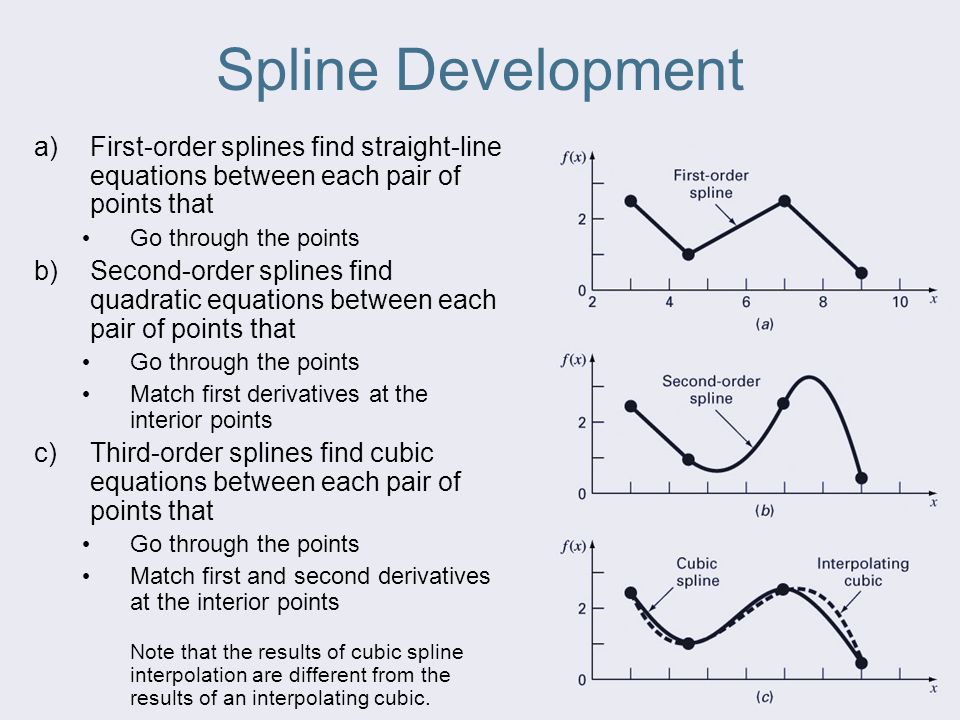 Spline Development
a) First-order splines find straight-line
equations between each pair of
points that
• Go through the points
b) Second-order splines find
quadratic equations between each
pair of points that
• Go through the points
• Match first derivatives at the
interior points
c) Third-order splines find cubic
equations between each pair of
points that
• Go through the points
• Match first and second derivatives
at the interior points
Note that the results of cubic spline
interpolation are different from the
results of an interpolating cubic.
f(x)
First-order
spline
2
0
2 4 6 8 10 x
(a)
f(x)
Second-order
spline
2
0
x
(b)
f(x)
Cubic
spline
Interpolating
cubic
2
0
x
(c)